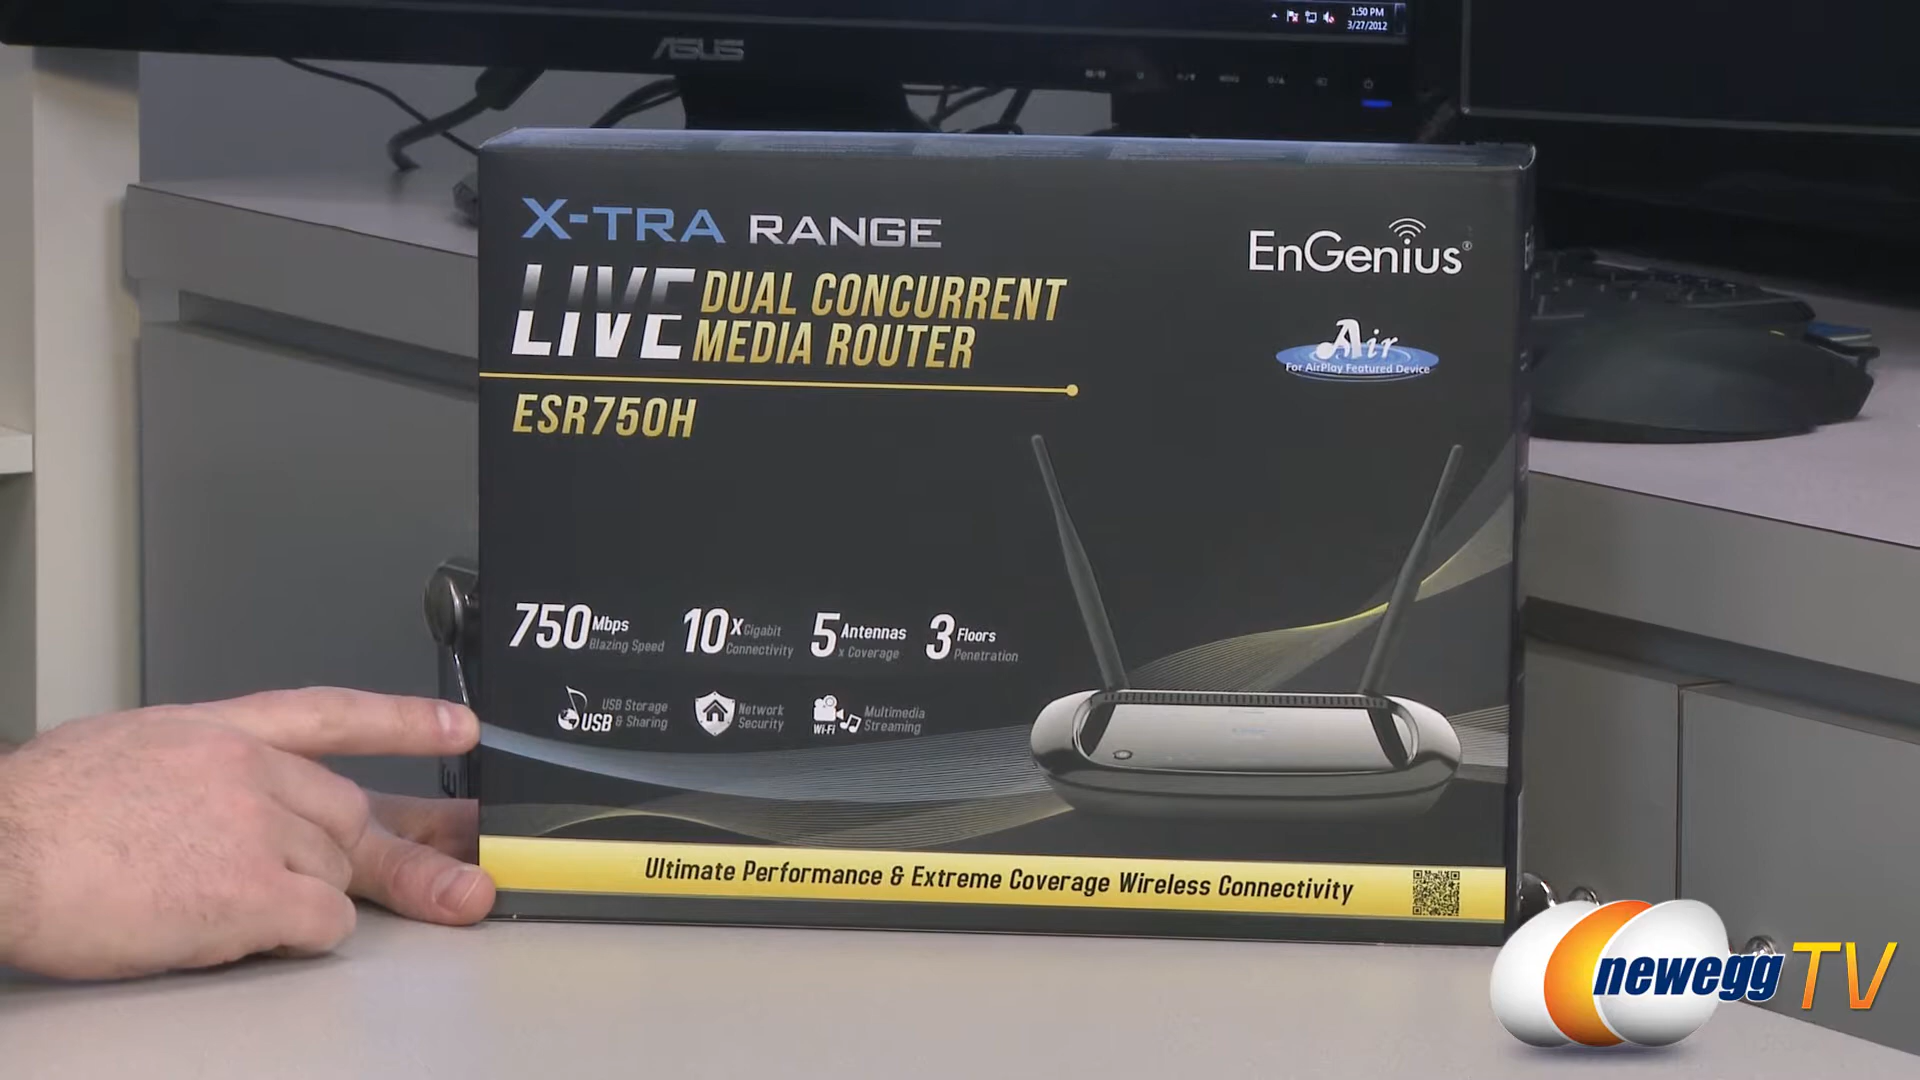 1:50 PM
3/27/2012
ASUS
MENU
X-TRA RANGE
EnGenius®
LIVE DUAL CONCURRENT
MEDIA ROUTER
Air
For AirPlay Featured Device
ESR750H
750 Mbps
Blazing Speed
10X Gigabit
Connectivity
5 Antennas
x Coverage
3 Floors
Penetration
USB
USB Storage
& Sharing
Network
Security
Wi-Fi
Multimedia
Streaming
Ultimate Performance & Extreme Coverage Wireless Connectivity
newegg TV